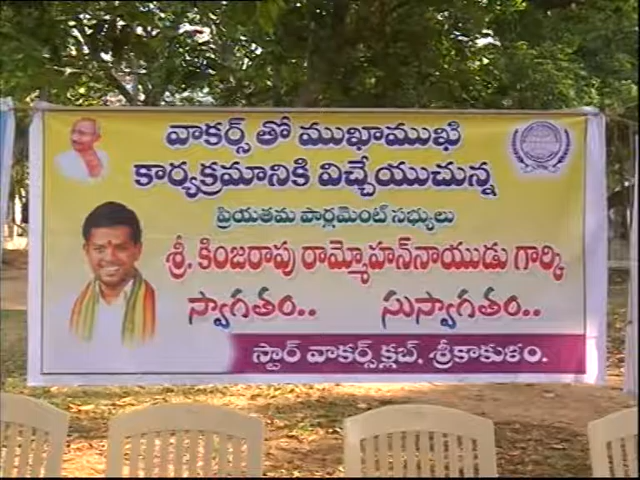 వాకర్స్ తో ముఖాముఖి
కార్యక్రమానికి విచ్చేయుచున్న
ప్రియతమ పార్లమెంట్ సభ్యులు
శ్రీ. కింజరాపు రామ్మోహన్‌నాయుడు గార్కి
స్వాగతం.. సుస్వాగతం..
స్టార్ వాకర్స్ క్లబ్, శ్రీకాకుళం.